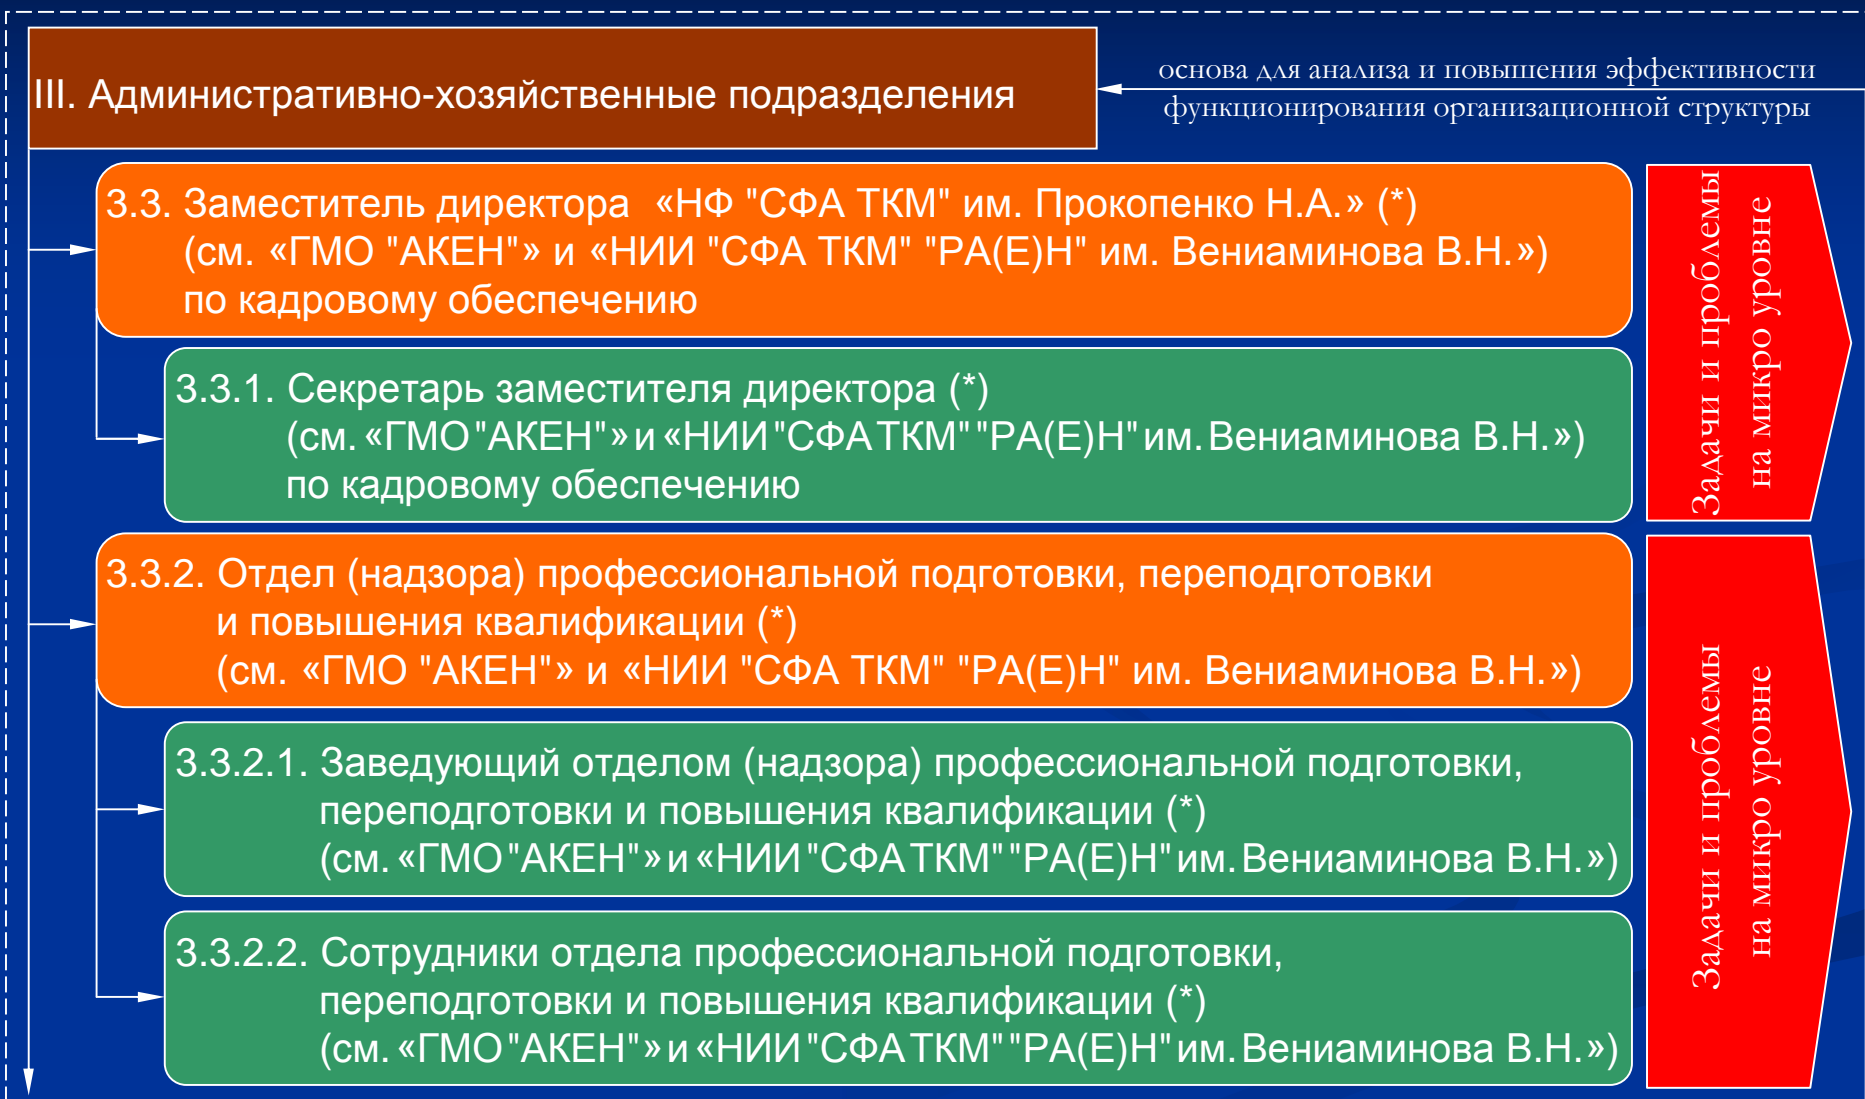 III. Административно-хозяйственные подразделения
основа для анализа и повышения эффективности
функционирования организационной структуры
3.3. Заместитель директора «НФ "СФА ТКМ" им. Прокопенко Н.А.» (*)
(см. «ГМО "АКЕН"» и «НИИ "СФА ТКМ" "РА(Е)Н" им. Вениаминова В.Н.»)
по кадровому обеспечению
3.3.1. Секретарь заместителя директора (*)
(см. «ГМО "АКЕН"» и «НИИ "СФА ТКМ" "РА(Е)Н" им. Вениаминова В.Н.»)
по кадровому обеспечению
Задачи и проблемы
на микро уровне
3.3.2. Отдел (надзора) профессиональной подготовки, переподготовки
и повышения квалификации (*)
(см. «ГМО "АКЕН"» и «НИИ "СФА ТКМ" "РА(Е)Н" им. Вениаминова В.Н.»)
3.3.2.1. Заведующий отделом (надзора) профессиональной подготовки,
переподготовки и повышения квалификации (*)
(см. «ГМО "АКЕН"» и «НИИ "СФА ТКМ" "РА(Е)Н" им. Вениаминова В.Н.»)
3.3.2.2. Сотрудники отдела профессиональной подготовки,
переподготовки и повышения квалификации (*)
(см. «ГМО "АКЕН"» и «НИИ "СФА ТКМ" "РА(Е)Н" им. Вениаминова В.Н.»)
Задачи и проблемы
на микро уровне